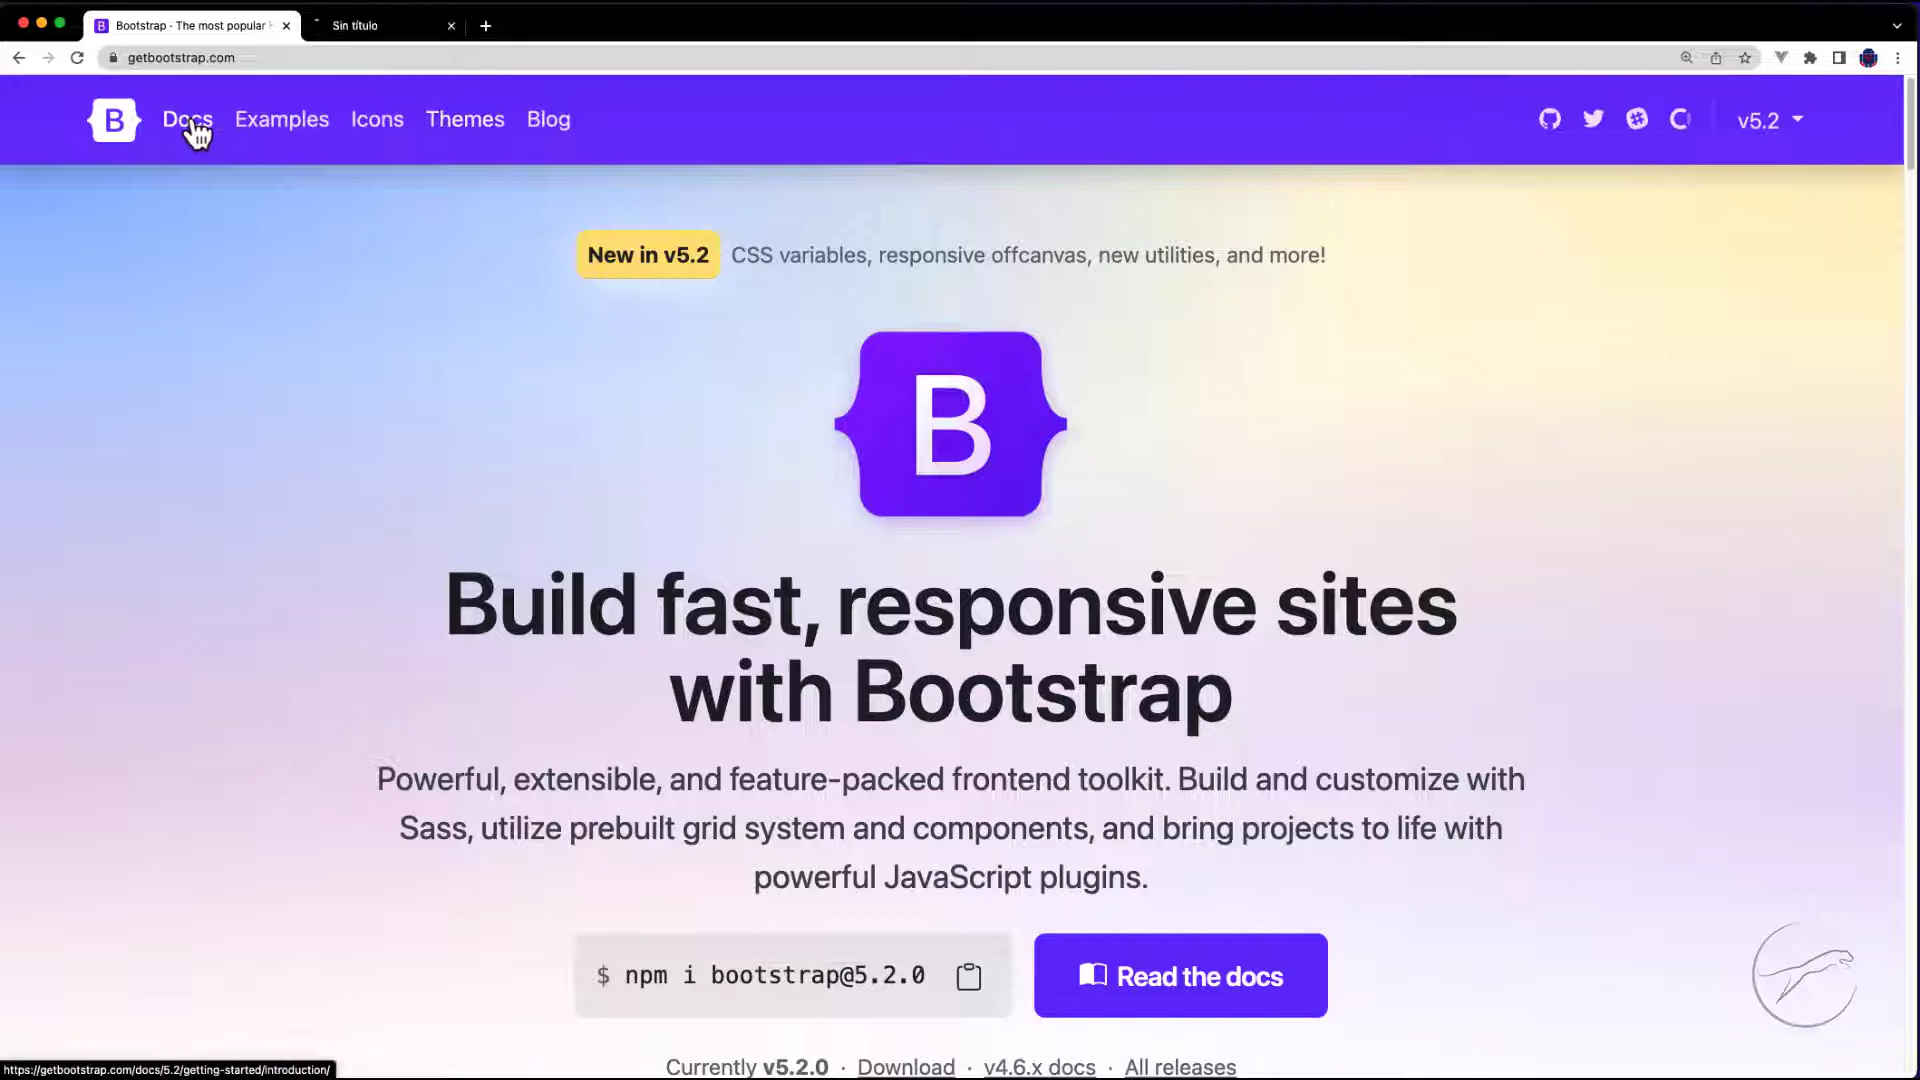 Bootstrap · The most popular H
Sin título
getbootstrap.com
B Docs Examples Icons Themes Blog
v5.2
New in v5.2 CSS variables, responsive offcanvas, new utilities, and more!
B
Build fast, responsive sites
with Bootstrap
Powerful, extensible, and feature-packed frontend toolkit. Build and customize with
Sass, utilize prebuilt grid system and components, and bring projects to life with
powerful JavaScript plugins.
$ npm i bootstrap@5.2.0
Read the docs
Currently v5.2.0 · Download · v4.6.x docs · All releases
https://getbootstrap.com/docs/5.2/getting-started/introduction/